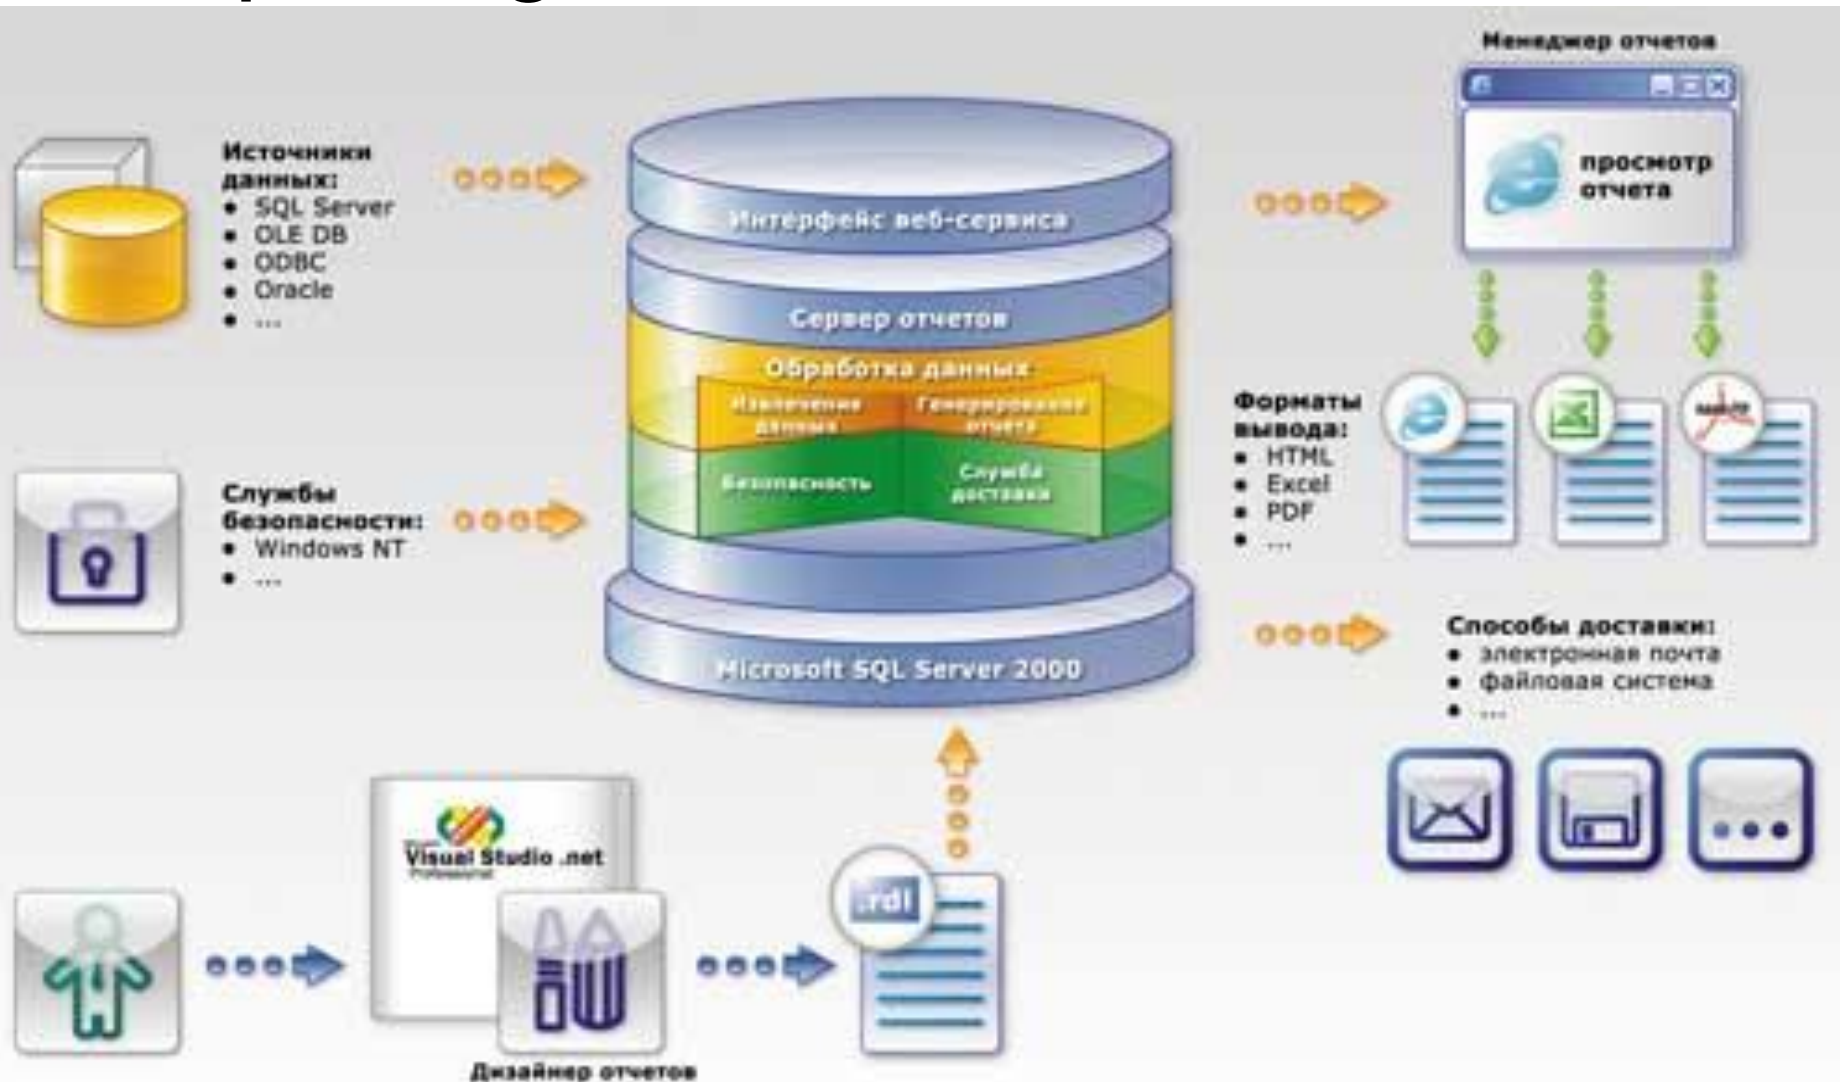 Менеджер отчетов
просмотр
отчета
Источники
данных:
• SQL Server
• OLE DB
• ODBC
• Oracle
• ...
Интерфейс веб-сервиса
Сервер отчетов
Обработка данных
Извлечение
данных
Генерирование
отчета
Безопасность
Служба
доставки
Microsoft SQL Server 2000
Форматы
вывода:
• HTML
• Excel
• PDF
• ...
Службы
безопасности:
• Windows NT
• ...
Способы доставки:
• электронная почта
• файловая система
• ...
Visual Studio .net
Professional
.rdl
Дизайнер отчетов